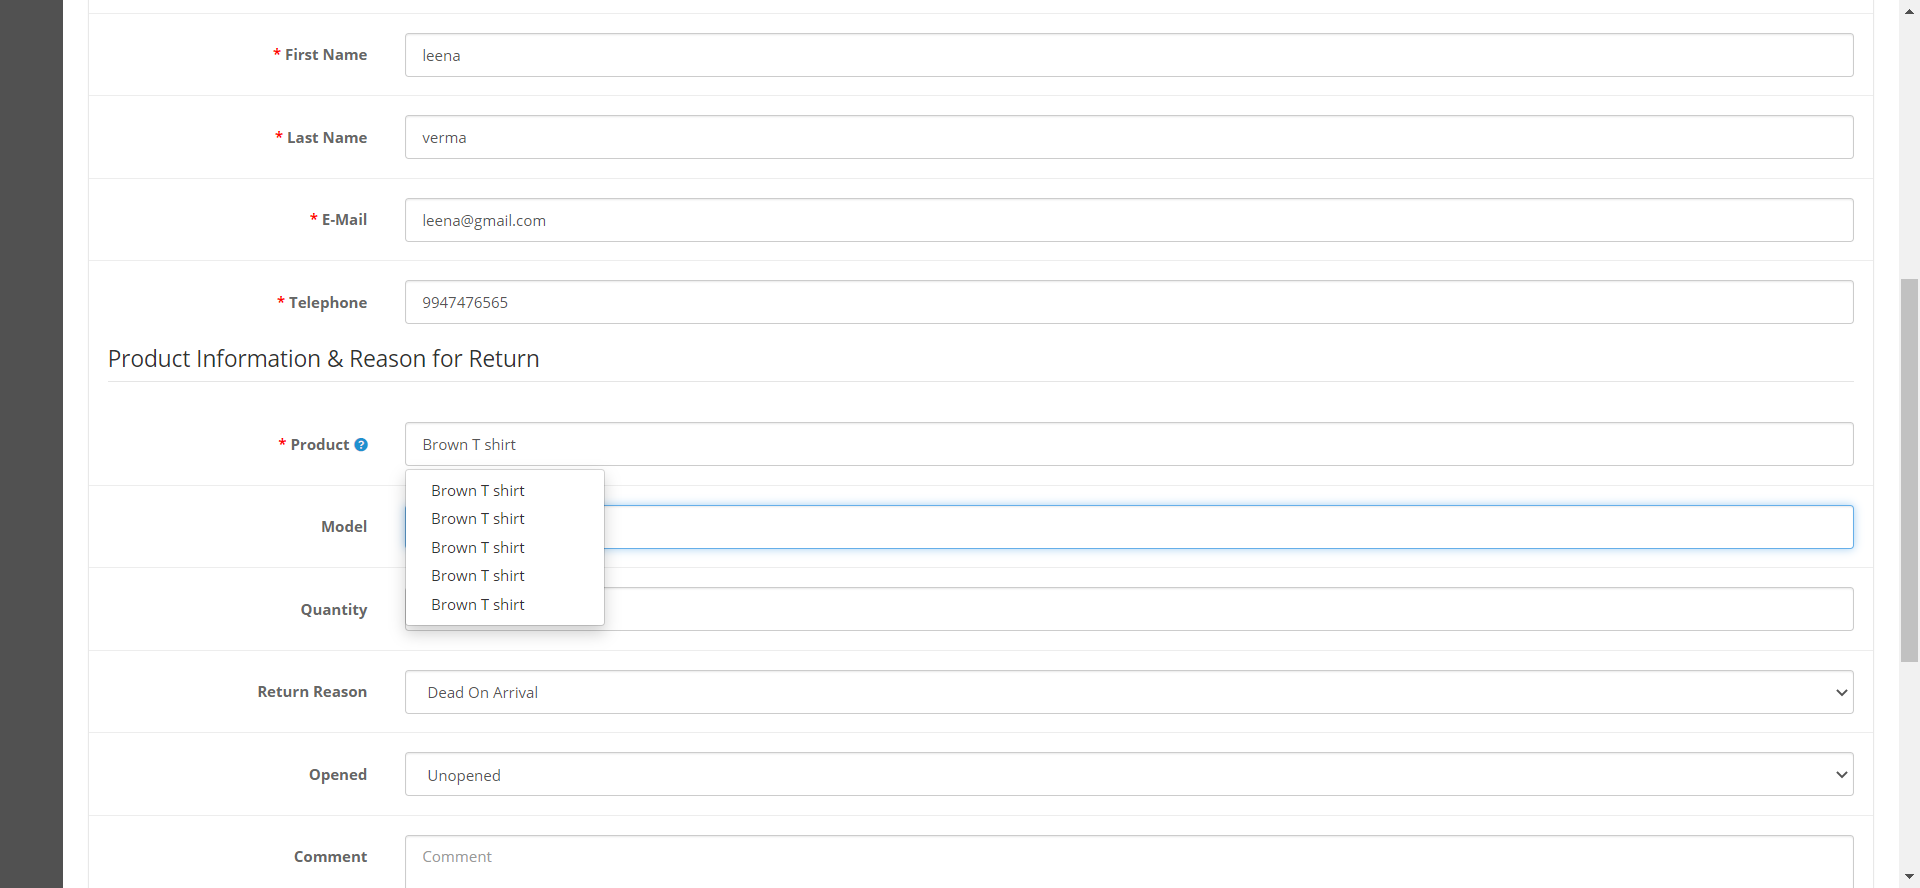 * First Name
leena
* Last Name
verma
* E-Mail
leena@gmail.com
* Telephone
9947476565
Product Information & Reason for Return
* Product ?
Brown T shirt
Brown T shirt
Brown T shirt
Brown T shirt
Brown T shirt
Brown T shirt
Model
Quantity
Return Reason
Dead On Arrival
Opened
Unopened
Comment
Comment